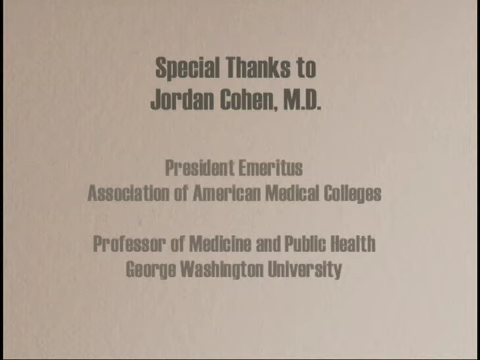 Special Thanks to
Jordan Cohen, M.D.
President Emeritus
Association of American Medical Colleges
Professor of Medicine and Public Health
George Washington University